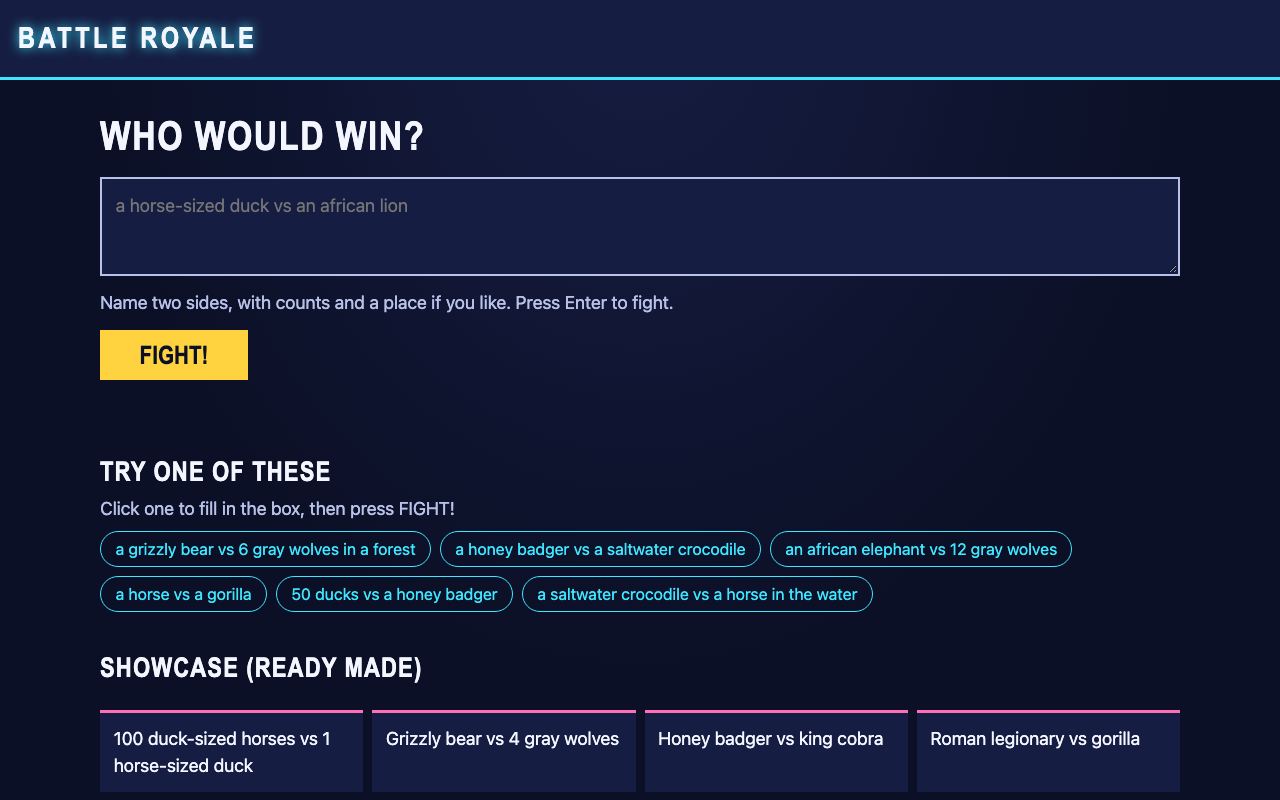 BATTLE ROYALE
WHO WOULD WIN?
a horse-sized duck vs an african lion
Name two sides, with counts and a place if you like. Press Enter to fight.
FIGHT!
TRY ONE OF THESE
Click one to fill in the box, then press FIGHT!
a grizzly bear vs 6 gray wolves in a forest
a honey badger vs a saltwater crocodile
an african elephant vs 12 gray wolves
a horse vs a gorilla
50 ducks vs a honey badger
a saltwater crocodile vs a horse in the water
SHOWCASE (READY MADE)
100 duck-sized horses vs 1
horse-sized duck
Grizzly bear vs 4 gray wolves
Honey badger vs king cobra
Roman legionary vs gorilla